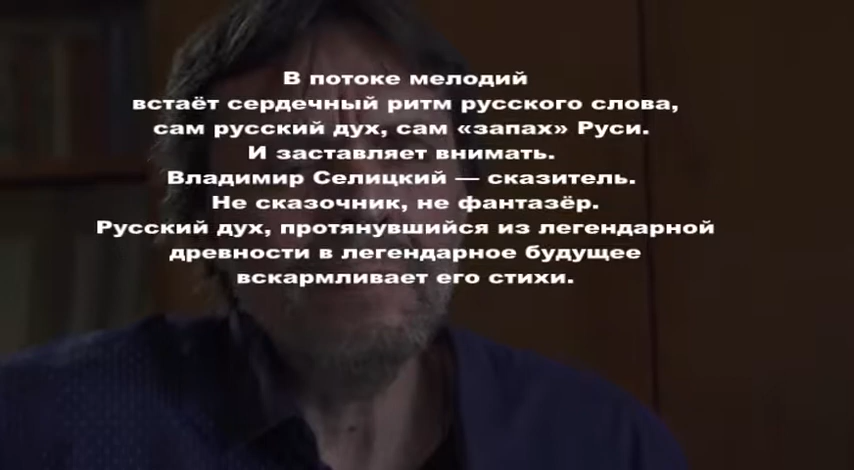 В потоке мелодий
встаёт сердечный ритм русского слова,
сам русский дух, сам «запах» Руси.
И заставляет внимать.
Владимир Селицкий — сказитель.
Не сказочник, не фантазёр.
Русский дух, протянувшийся из легендарной
древности в легендарное будущее
вскармливает его стихи.